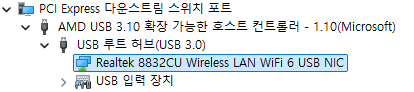 PCI Express 다운스트림 스위치 포트
AMD USB 3.10 확장 가능한 호스트 컨트롤러 - 1.10(Microsoft)
USB 루트 허브(USB 3.0)
Realtek 8832CU Wireless LAN WiFi 6 USB NIC
USB 입력 장치